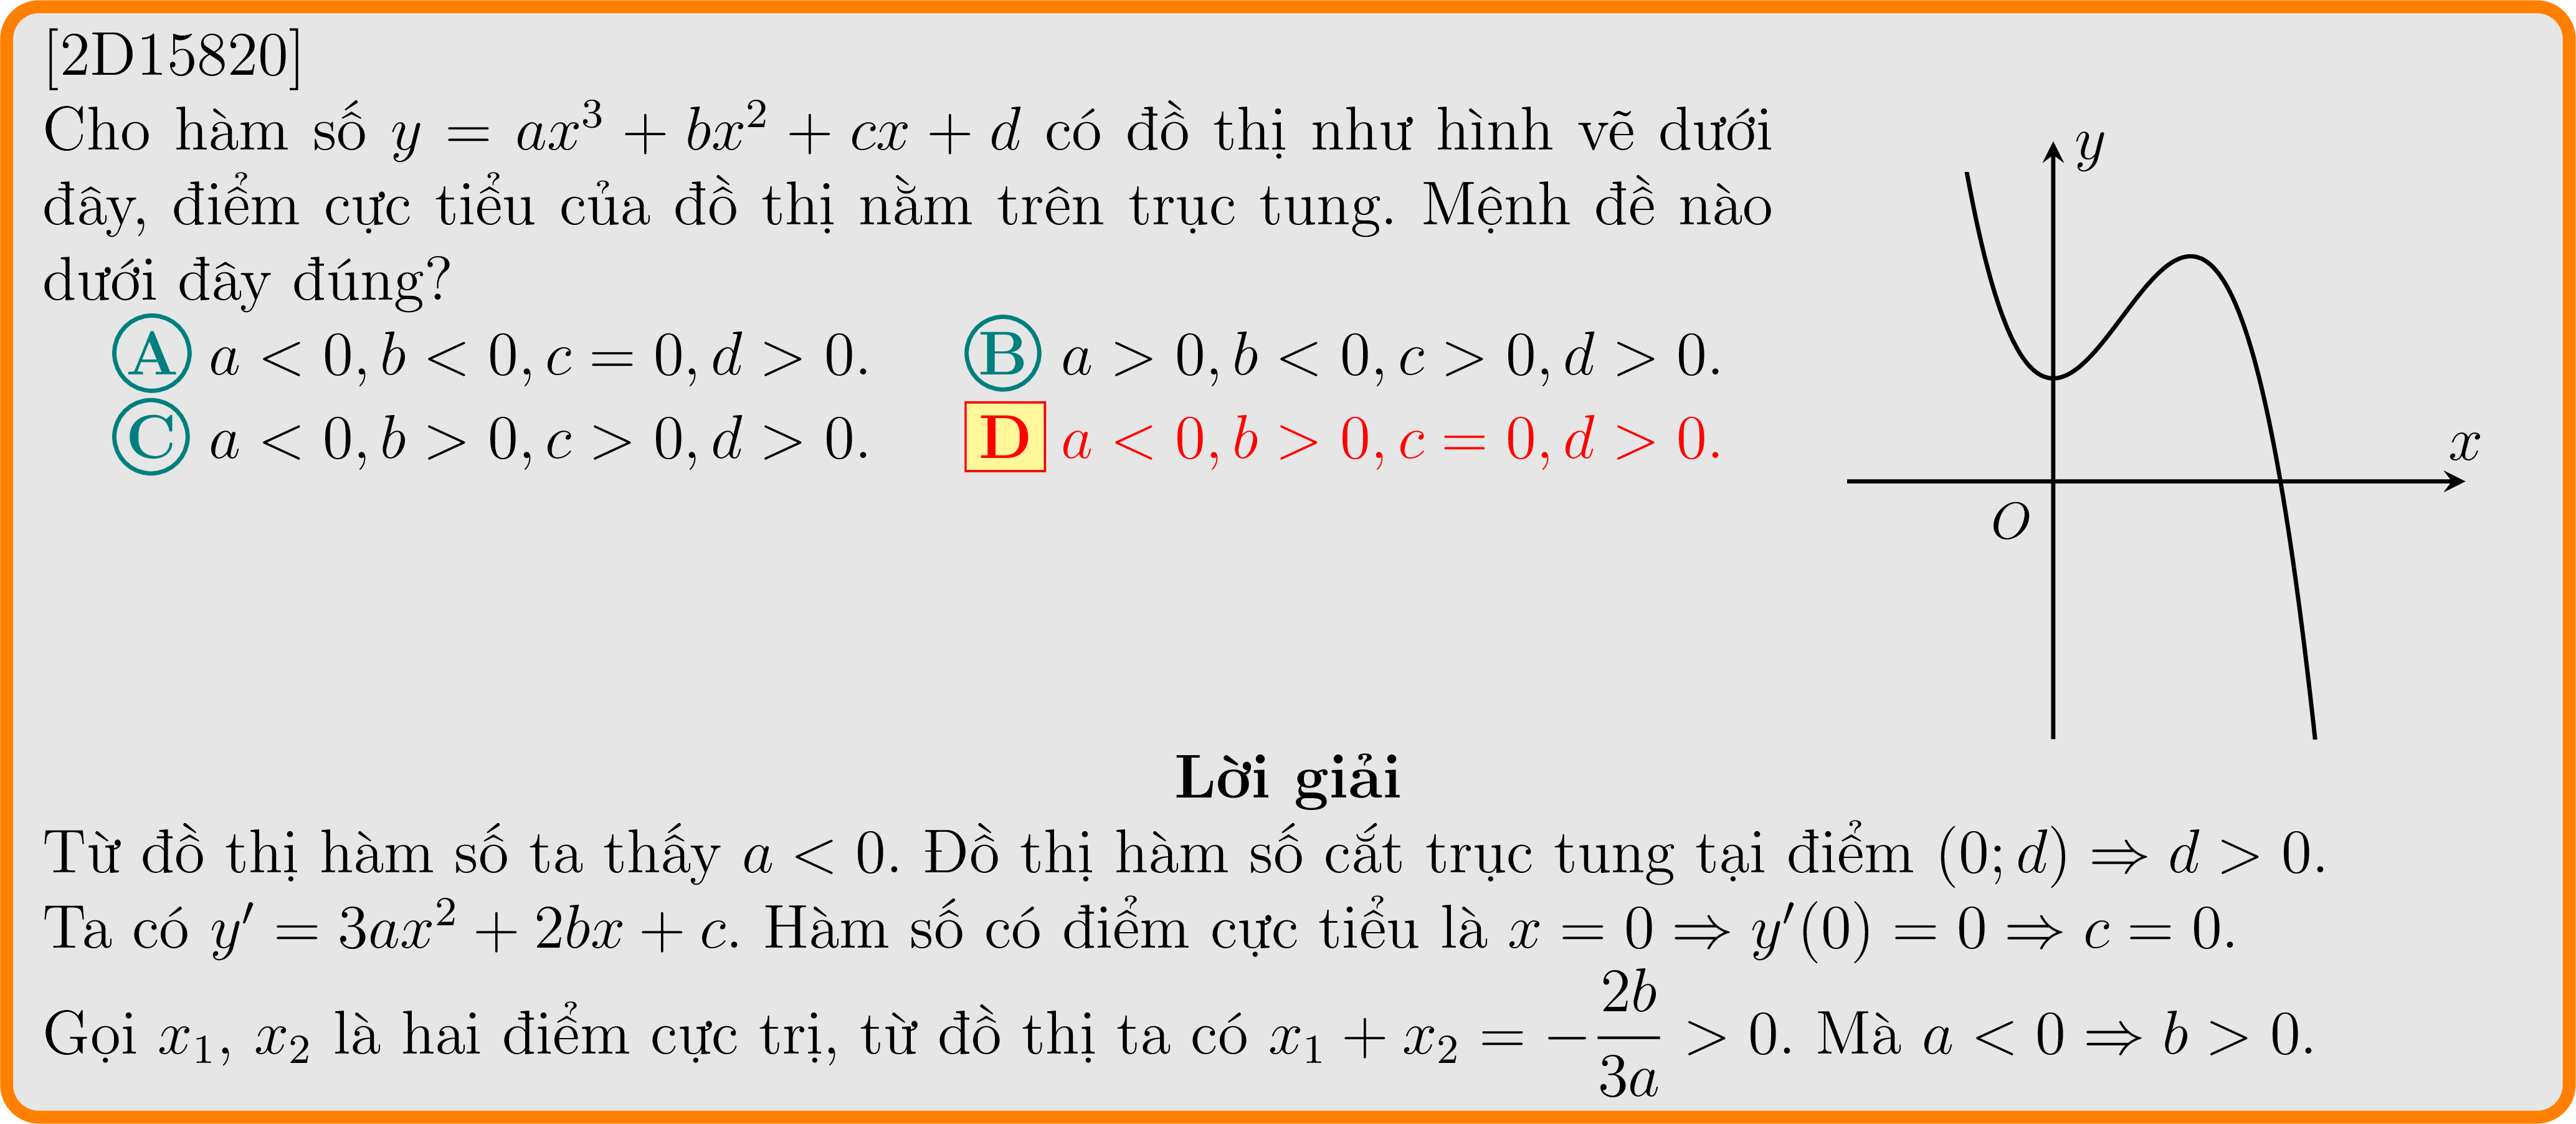 [2D15820]
Cho hàm số $y = ax^3 + bx^2 + cx + d$ có đồ thị như hình vẽ dưới
đây, điểm cực tiểu của đồ thị nằm trên trục tung. Mệnh đề nào
dưới đây đúng?
A $a < 0, b < 0, c = 0, d > 0$. B $a > 0, b < 0, c > 0, d > 0$.
C $a < 0, b > 0, c > 0, d > 0$. D $a < 0, b > 0, c = 0, d > 0$.
y
x
O
Lời giải
Từ đồ thị hàm số ta thấy $a < 0$. Đồ thị hàm số cắt trục tung tại điểm $(0; d) \Rightarrow d > 0$.
Ta có $y' = 3ax^2 + 2bx + c$. Hàm số có điểm cực tiểu là $x = 0 \Rightarrow y'(0) = 0 \Rightarrow c = 0$.
Gọi $x_1$, $x_2$ là hai điểm cực trị, từ đồ thị ta có $x_1 + x_2 = -\dfrac{2b}{3a} > 0$. Mà $a < 0 \Rightarrow b > 0$.